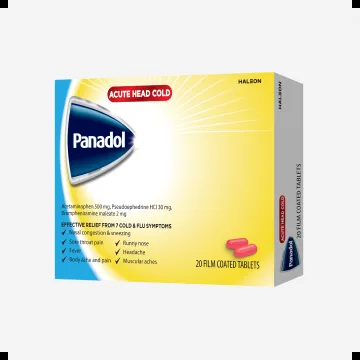 ACUTE HEAD COLD
HALEON
Panadol
Acetaminophen 500 mg, Pseudoephedrine HCl 30 mg,
Chlorpheniramine maleate 2 mg
EFFECTIVE RELIEF FROM 7 COLD & FLU SYMPTOMS
✓ Nasal congestion & sneezing
✓ Sore throat pain ✓ Runny nose
✓ Fever ✓ Headache
✓ Body ache and pain ✓ Muscular aches
20 FILM COATED TABLETS
HALEON
Panadol
ACUTE HEAD COLD
20 FILM COATED TABLETS